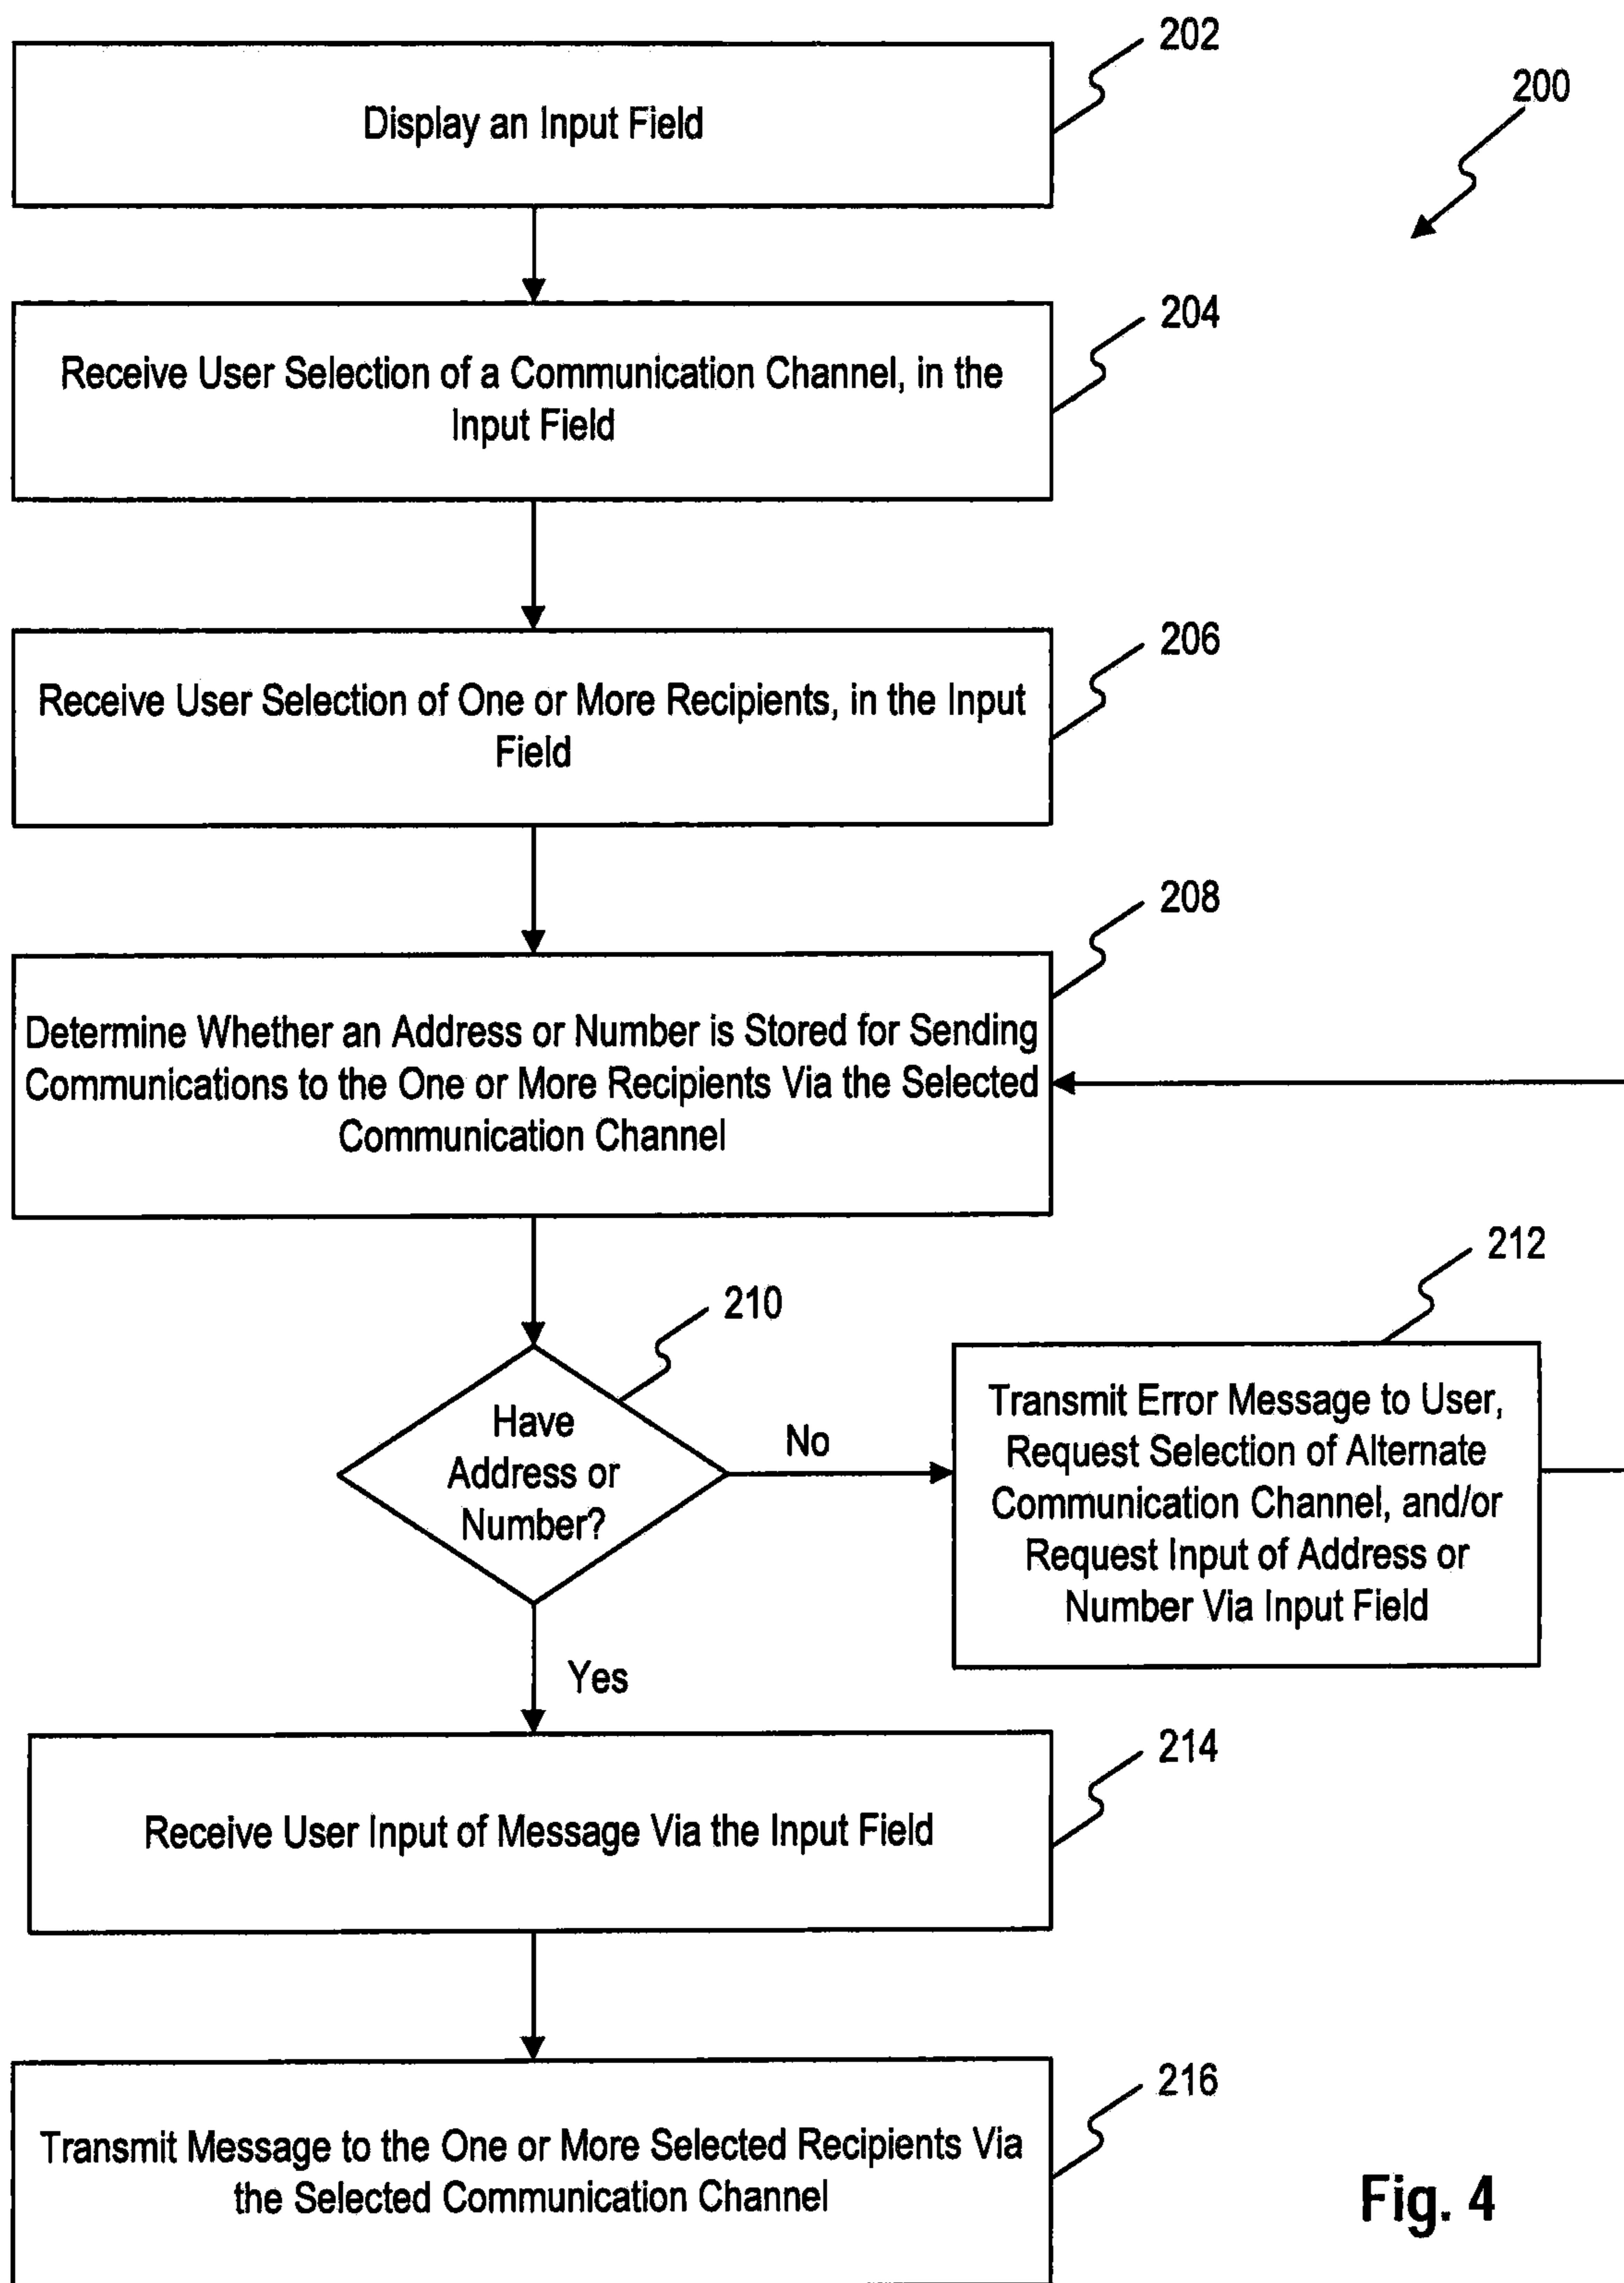 202
200
Display an Input Field
204
Receive User Selection of a Communication Channel, in the
Input Field
206
Receive User Selection of One or More Recipients, in the Input
Field
208
Determine Whether an Address or Number is Stored for Sending
Communications to the One or More Recipients Via the Selected
Communication Channel
210
212
Have
Address or
Number?
No
Transmit Error Message to User,
Request Selection of Alternate
Communication Channel, and/or
Request Input of Address or
Number Via Input Field
Yes
214
Receive User Input of Message Via the Input Field
216
Transmit Message to the One or More Selected Recipients Via
the Selected Communication Channel
Fig. 4